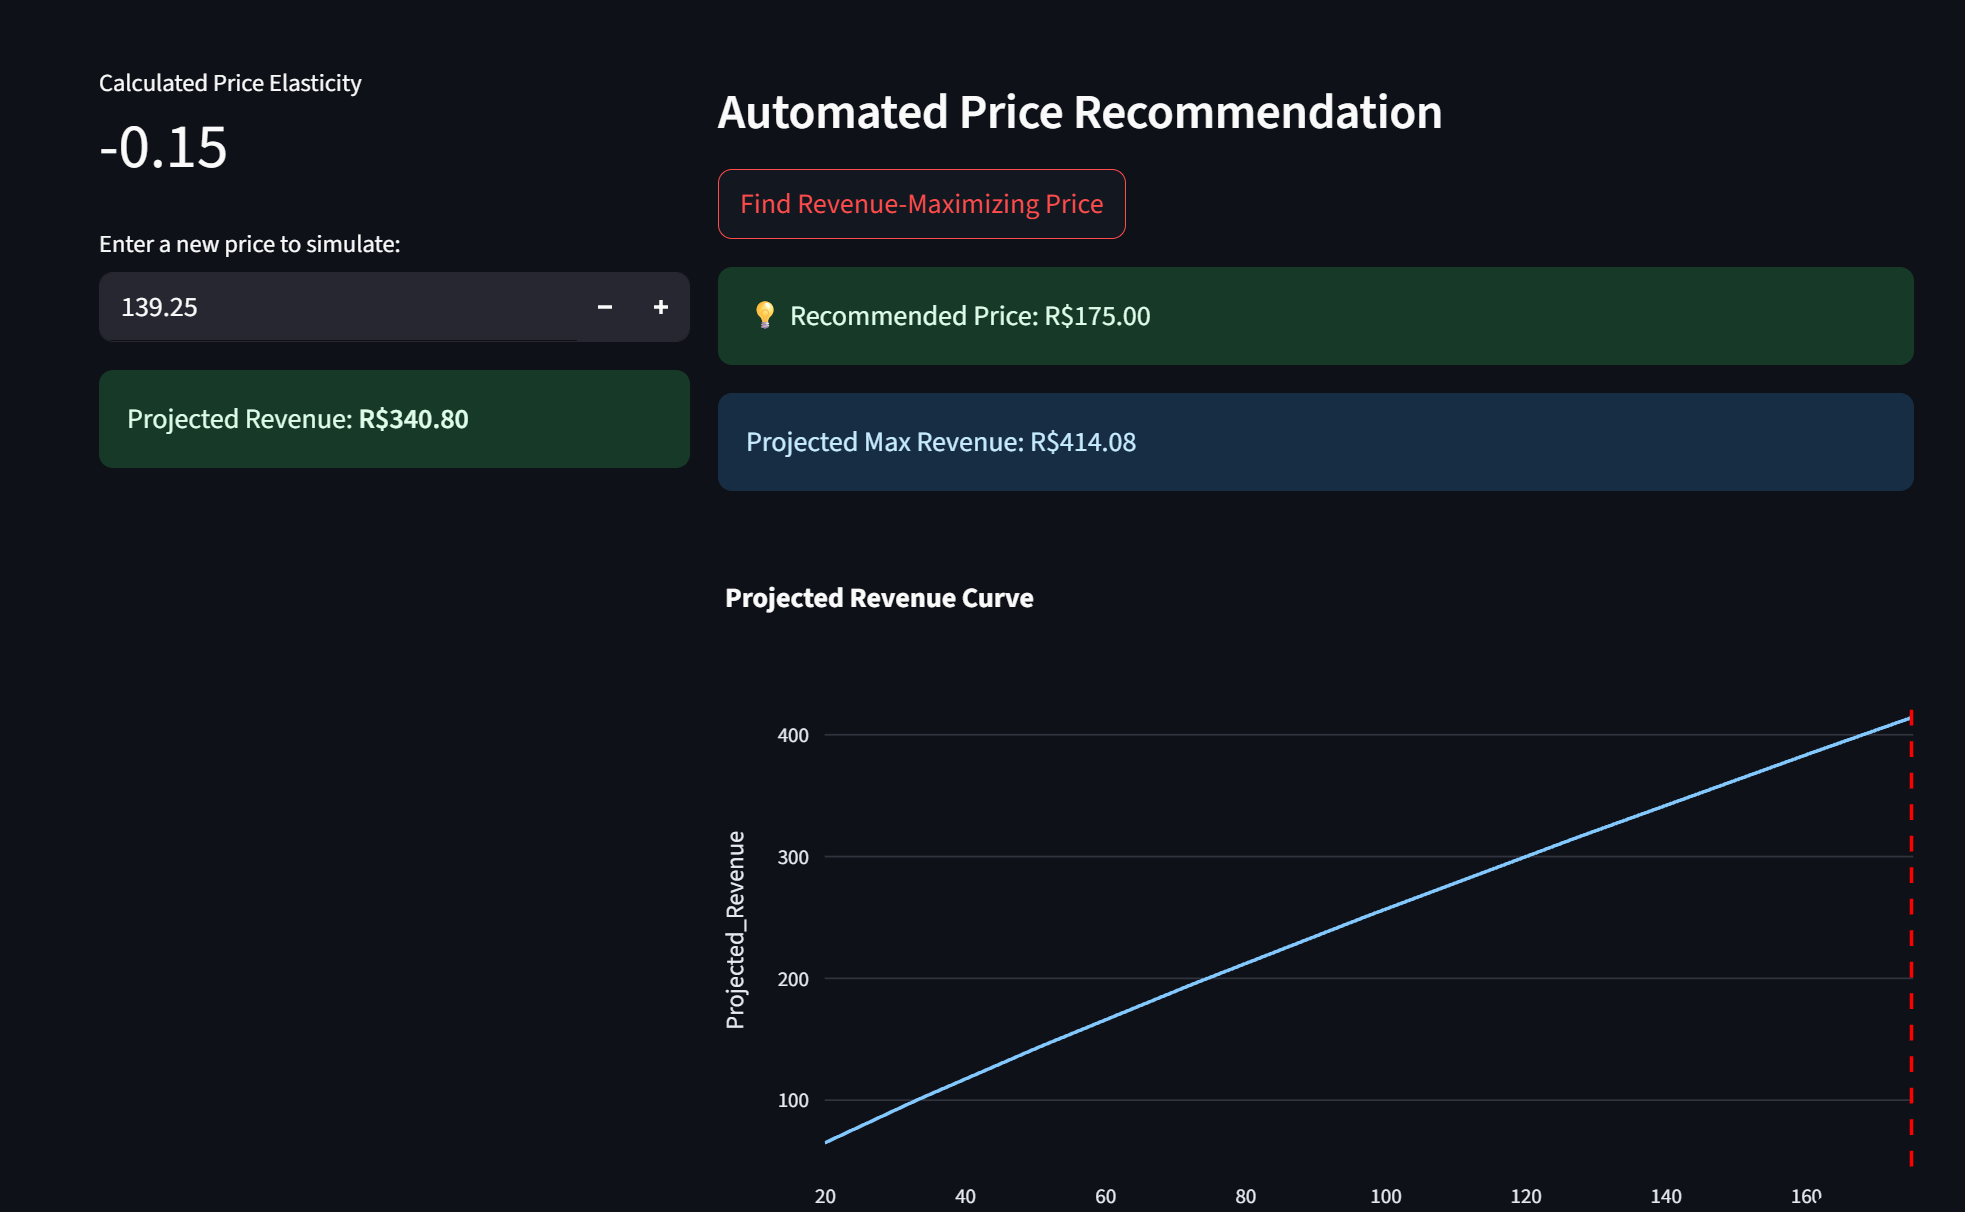 Calculated Price Elasticity
-0.15
Enter a new price to simulate:
139.25
Projected Revenue: R$340.80
Automated Price Recommendation
Find Revenue-Maximizing Price
💡 Recommended Price: R$175.00
Projected Max Revenue: R$414.08
Projected Revenue Curve
Projected_Revenue
400
300
200
100
20 40 60 80 100 120 140 160